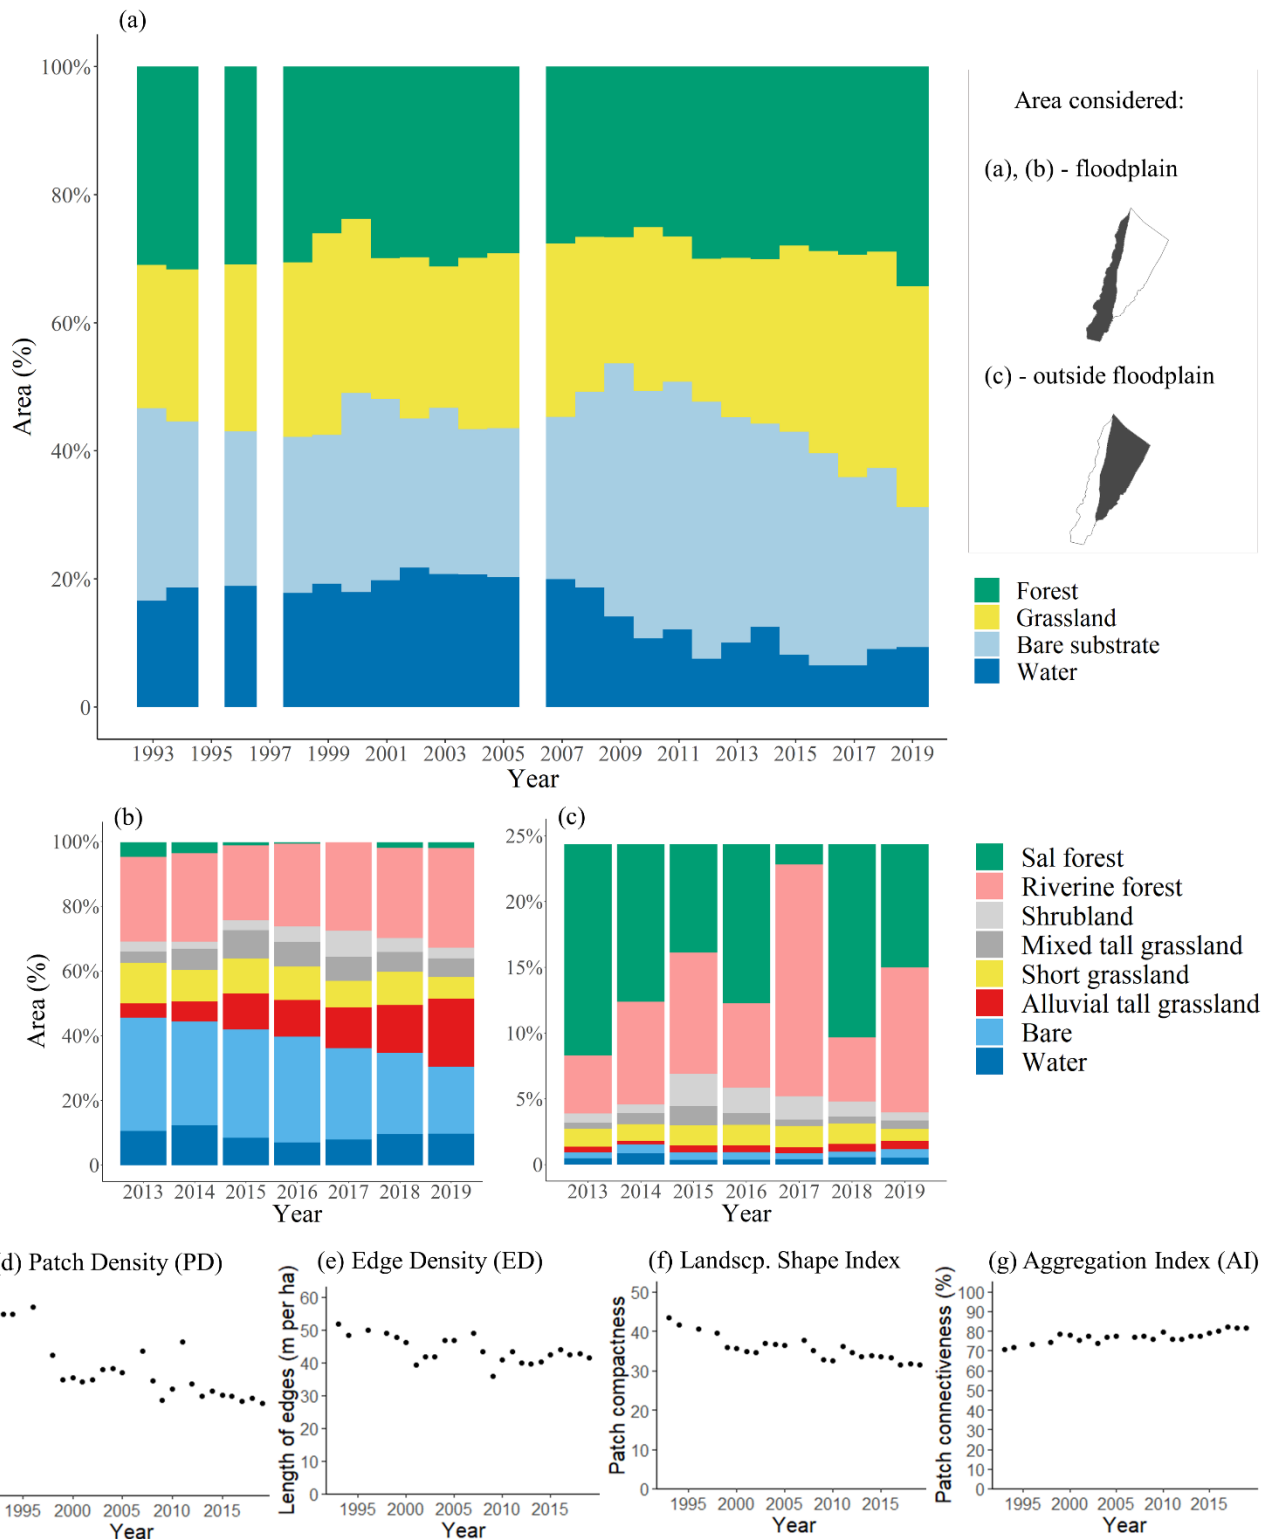 (a)
100%
80%
60%
40%
20%
0
Area (%)
1993 1995 1997 1999 2001 2003 2005 2007 2009 2011 2013 2015 2017 2019
Year
Area considered:
(a), (b) - floodplain
(c) - outside floodplain
Forest
Grassland
Bare substrate
Water
(b)
100%
80%
60%
40%
20%
0
Area (%)
2013 2014 2015 2016 2017 2018 2019
Year
(c)
25%
20%
15%
10%
5%
0
2013 2014 2015 2016 2017 2018 2019
Year
Sal forest
Riverine forest
Shrubland
Mixed tall grassland
Short grassland
Alluvial tall grassland
Bare
Water
d) Patch Density (PD)
1995 2000 2005 2010 2015
Year
(e) Edge Density (ED)
Length of edges (m per ha)
60
50
40
30
20
10
0
1995 2000 2005 2010 2015
Year
(f) Landscp. Shape Index
Patch compactness
50
40
30
20
10
0
1995 2000 2005 2010 2015
Year
(g) Aggregation Index (AI)
Patch connectiveness (%)
100
90
80
70
60
50
40
30
20
10
0
1995 2000 2005 2010 2015
Year